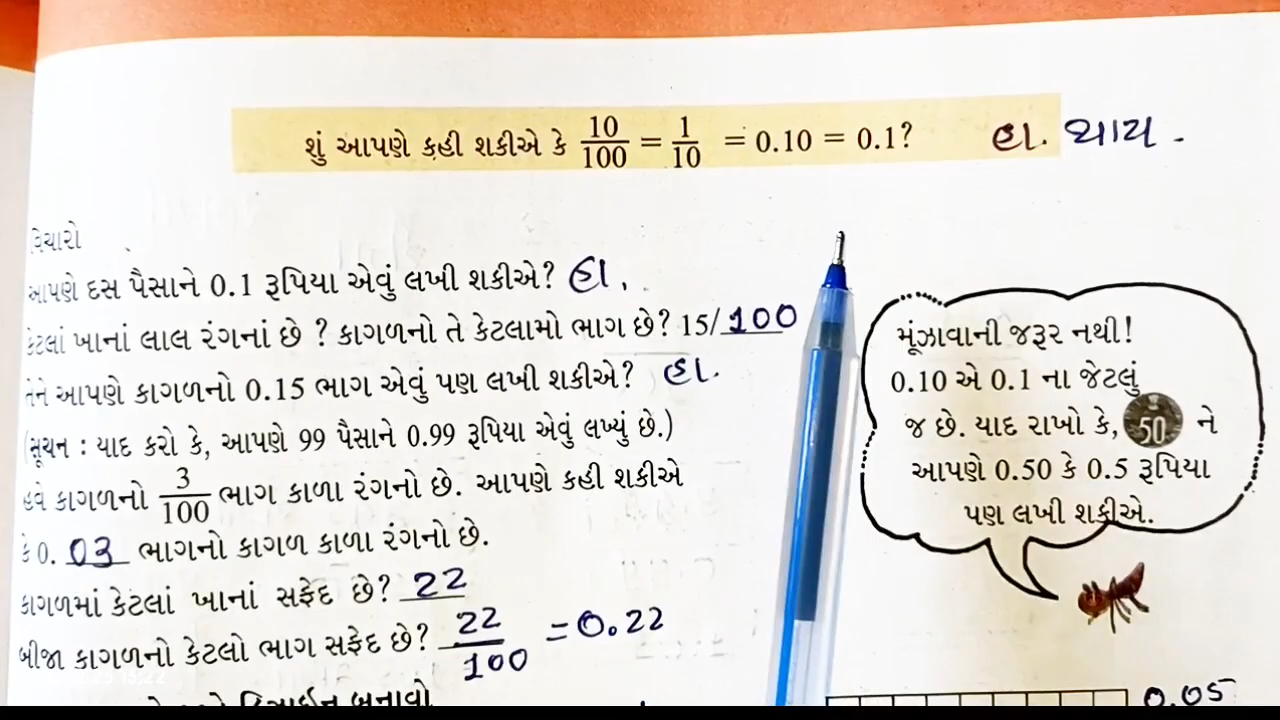 શું આપણે કહી શકીએ કે 10/100 = 1/10 = 0.10 = 0.1? હા. થાય.
વિચારો
આપણે દસ પૈસાને 0.1 રૂપિયા એવું લખી શકીએ? હા.
કેટલાં ખાનાં લાલ રંગનાં છે ? કાગળનો તે કેટલામો ભાગ છે? 15/100
તેને આપણે કાગળનો 0.15 ભાગ એવું પણ લખી શકીએ? હા.
(સૂચન : યાદ કરો કે, આપણે 99 પૈસાને 0.99 રૂપિયા એવું લખ્યું છે.)
હવે કાગળનો 3/100 ભાગ કાળા રંગનો છે. આપણે કહી શકીએ
કે 0. 03 ભાગનો કાગળ કાળા રંગનો છે.
કાગળમાં કેટલાં ખાનાં સફેદ છે? 22
બીજા કાગળનો કેટલો ભાગ સફેદ છે? 22/100 = 0.22
મૂંઝાવાની જરૂર નથી!
0.10 એ 0.1 ના જેટલું
જ છે. યાદ રાખો કે, 50 ને
આપણે 0.50 કે 0.5 રૂપિયા
પણ લખી શકીએ.
ડિઝાઇન બનાવો
0.05